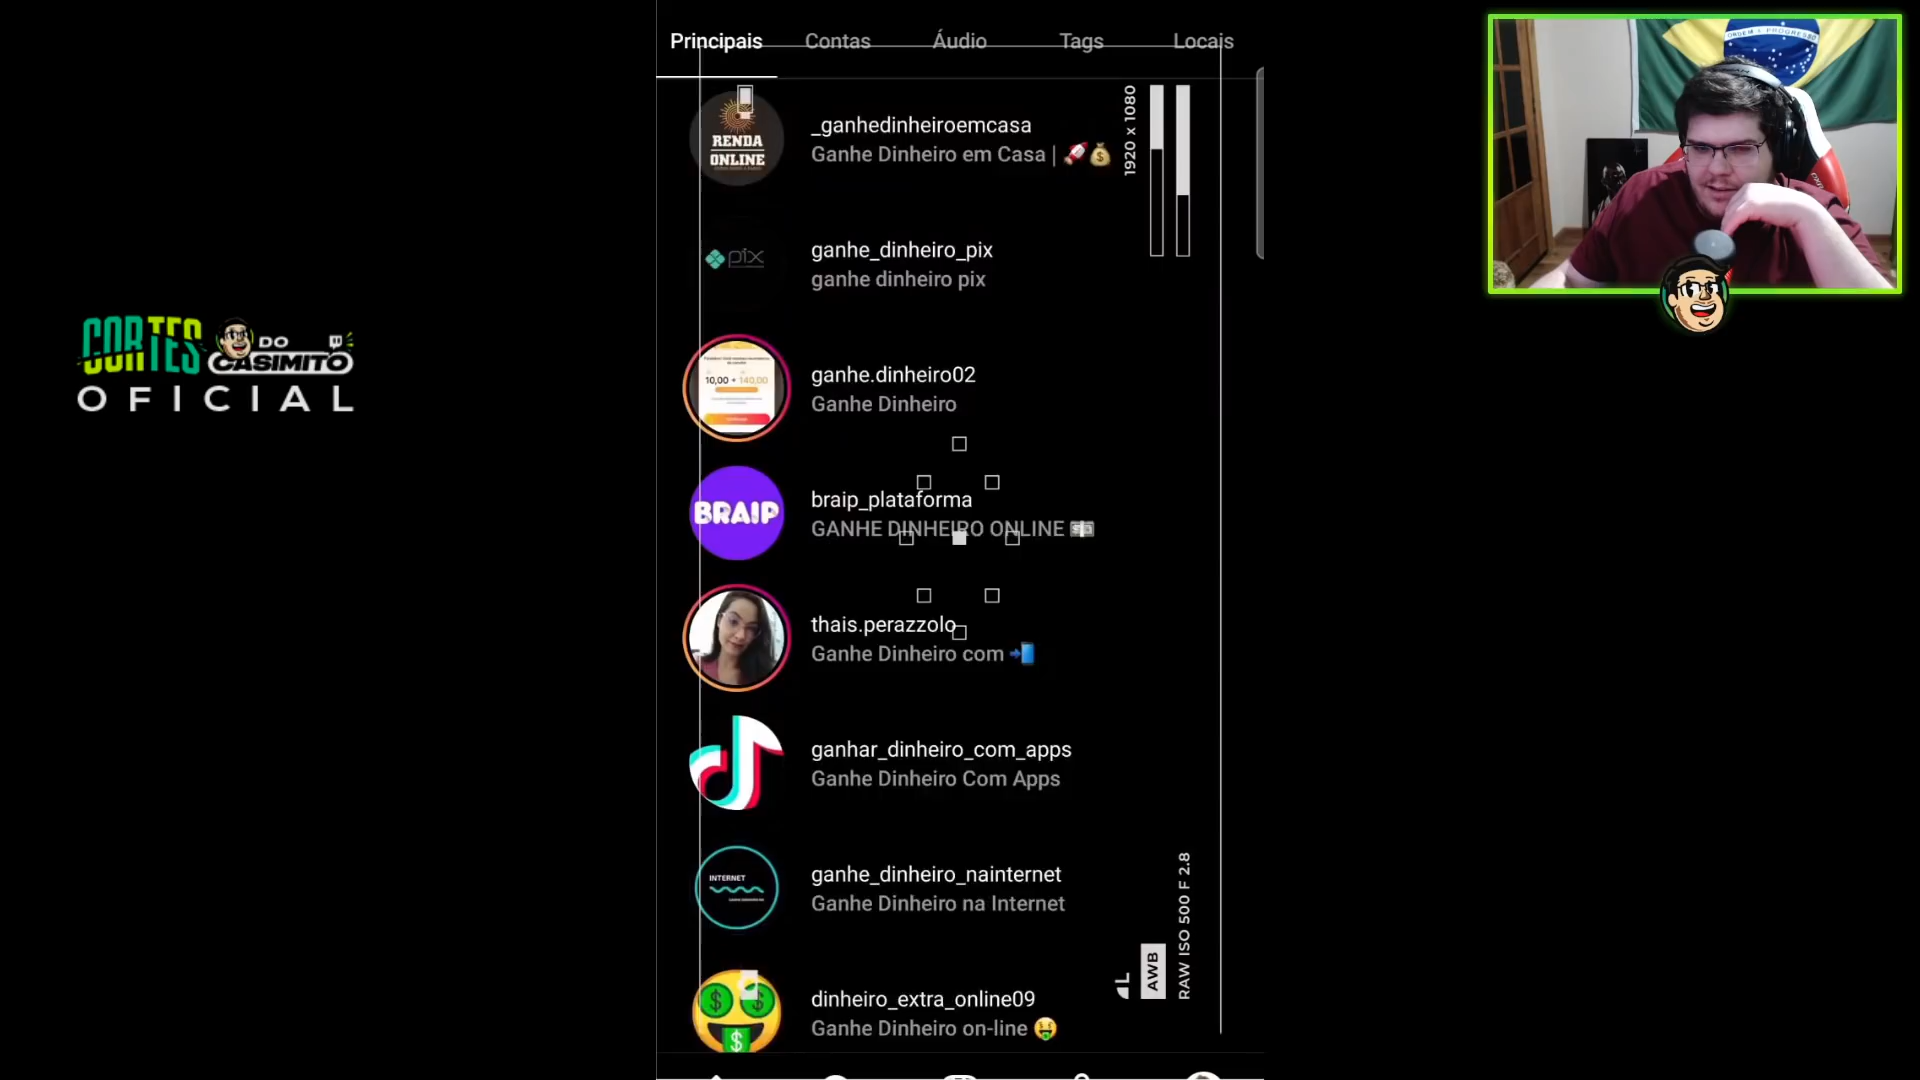 Principais Contas Áudio Tags Locais
RENDA
ONLINE
_ganhedinheiroemcasa
Ganhe Dinheiro em Casa | 🚀💰
1920 x 1080
ORDEM E PROGRESSO
pix
ganhe_dinheiro_pix
ganhe dinheiro pix
CORTES DO
CASIMITO
OFICIAL
10,00 + 140,00
ganhe.dinheiro02
Ganhe Dinheiro
BRAIP
braip_plataforma
GANHE DINHEIRO ONLINE 💵
thais.perazzolo
Ganhe Dinheiro com 📲
ganhar_dinheiro_com_apps
Ganhe Dinheiro Com Apps
INTERNET
ganhe_dinheiro_nainternet
Ganhe Dinheiro na Internet
L
AWB
RAW ISO 500 F 2.8
dinheiro_extra_online09
Ganhe Dinheiro on-line 🤑